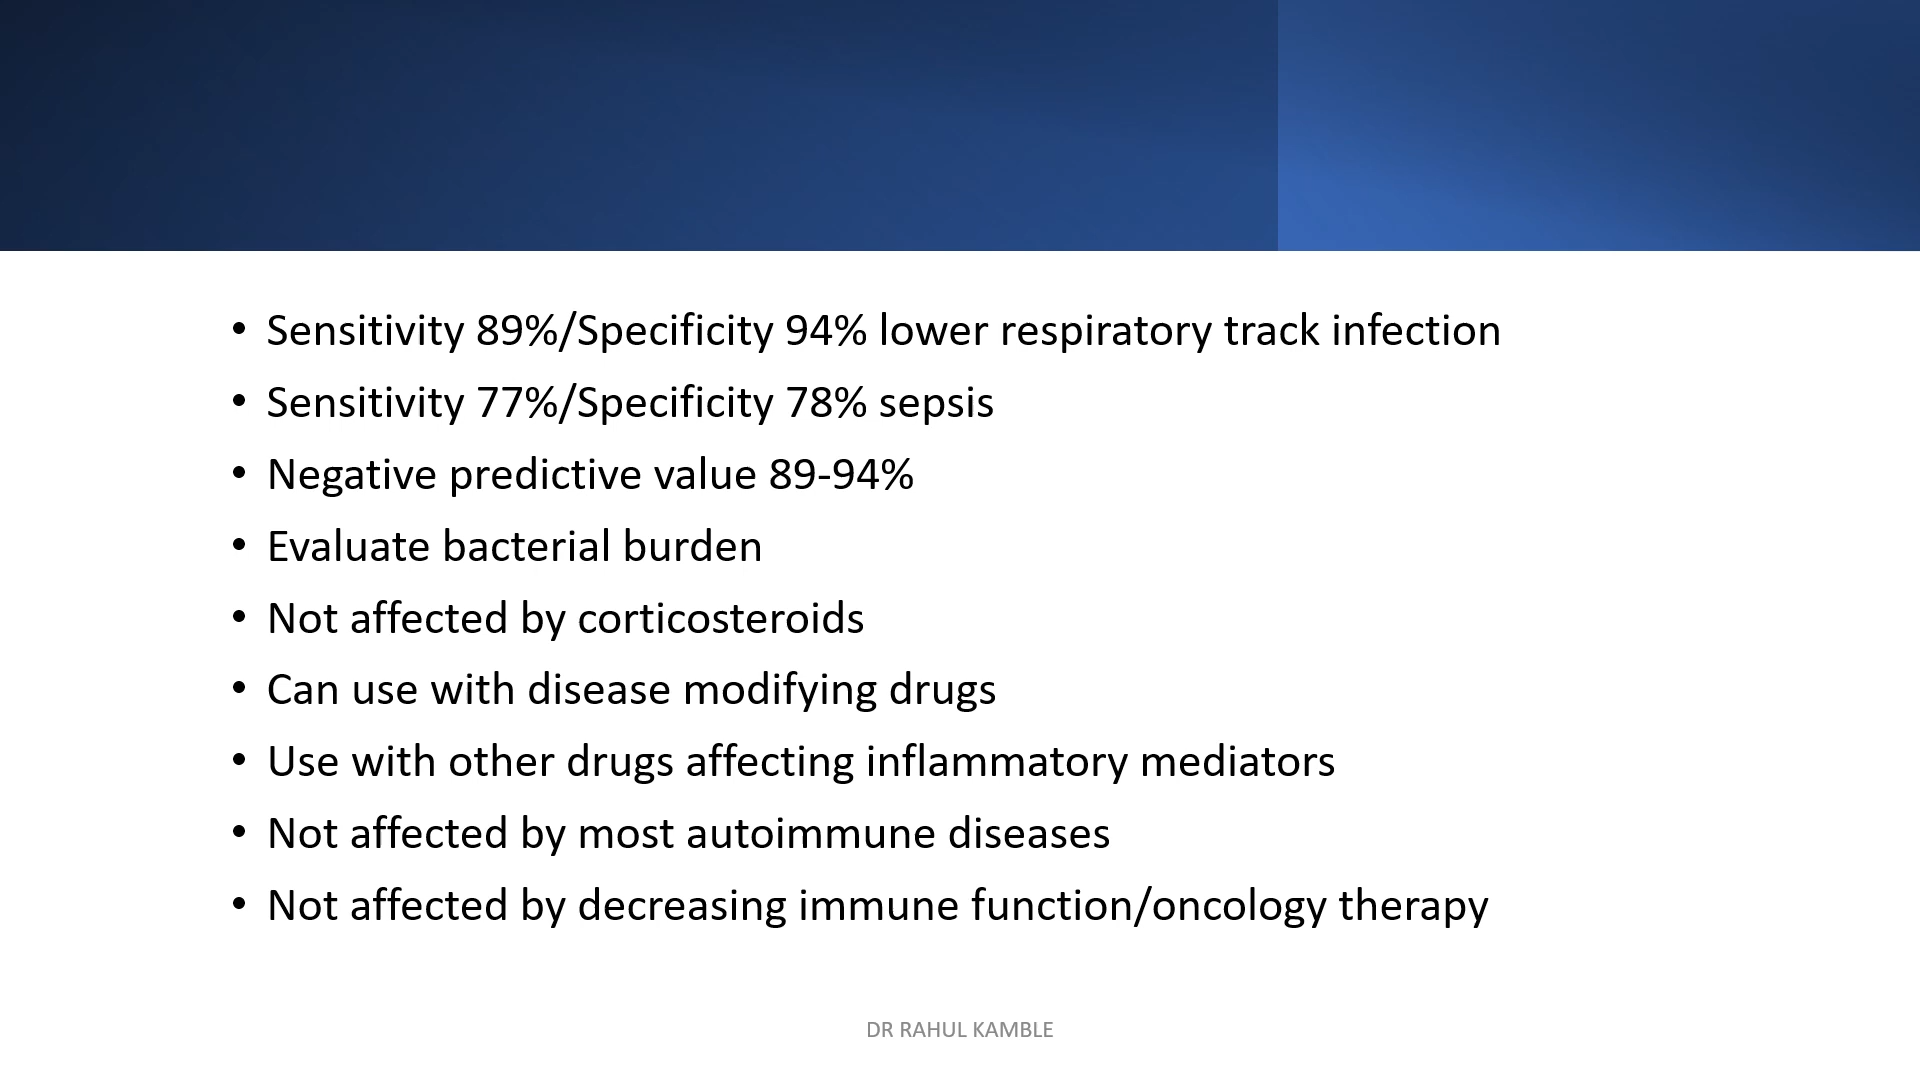 • Sensitivity 89%/Specificity 94% lower respiratory track infection
• Sensitivity 77%/Specificity 78% sepsis
• Negative predictive value 89-94%
• Evaluate bacterial burden
• Not affected by corticosteroids
• Can use with disease modifying drugs
• Use with other drugs affecting inflammatory mediators
• Not affected by most autoimmune diseases
• Not affected by decreasing immune function/oncology therapy
DR RAHUL KAMBLE